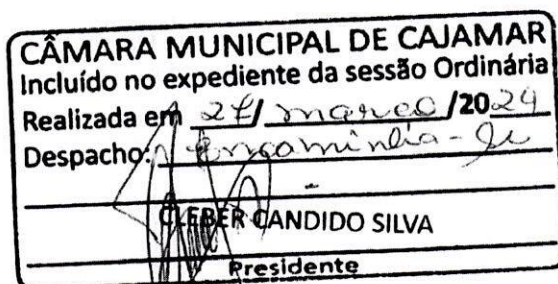 CÂMARA MUNICIPAL DE CAJAMAR
Incluído no expediente da sessão Ordinária
Realizada em 27/ março /2024
Despacho: Encaminha-se
CLEBER CANDIDO SILVA
Presidente